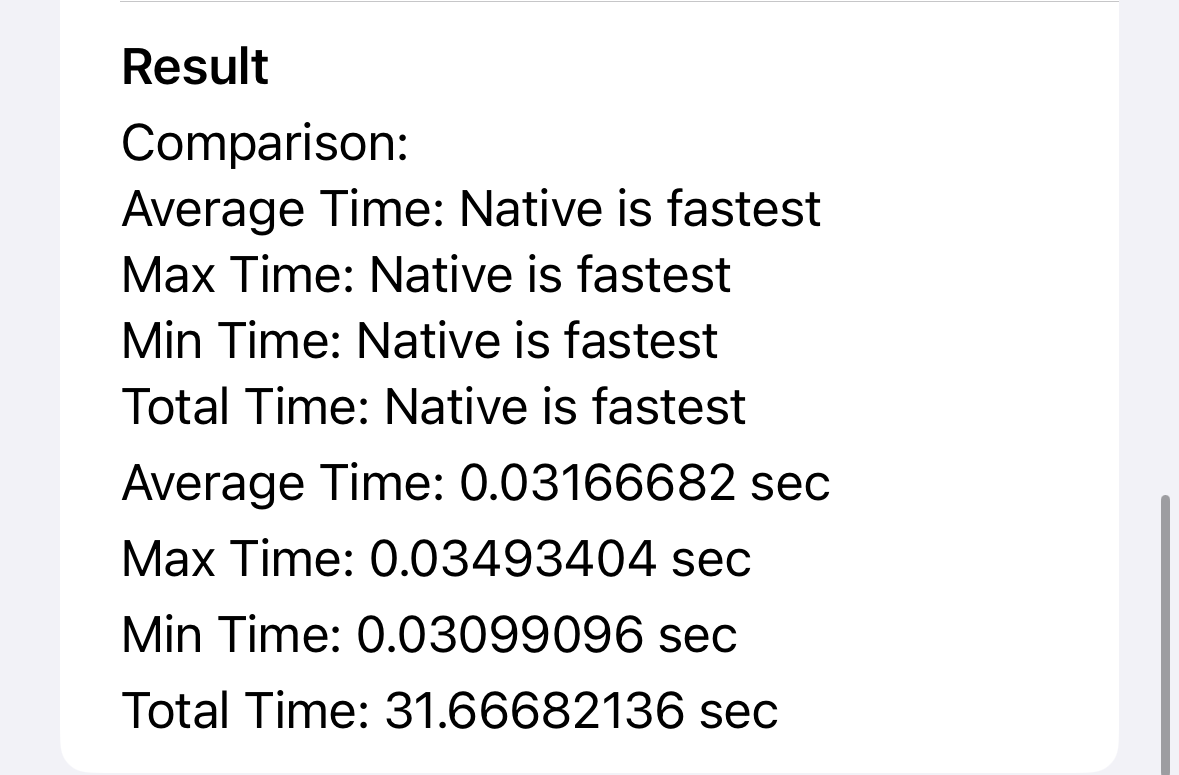 Result
Comparison:
Average Time: Native is fastest
Max Time: Native is fastest
Min Time: Native is fastest
Total Time: Native is fastest
Average Time: 0.03166682 sec
Max Time: 0.03493404 sec
Min Time: 0.03099096 sec
Total Time: 31.66682136 sec